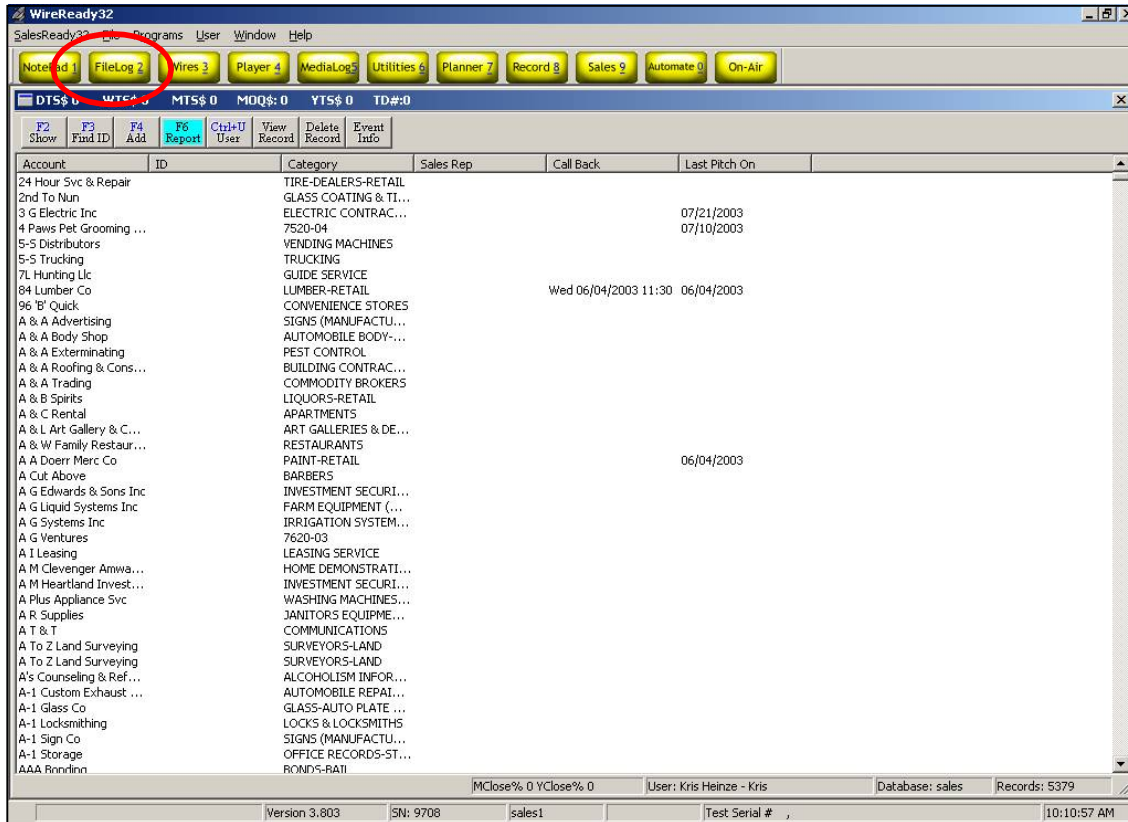 WireReady32
SalesReady32 File Programs User Window Help
NotePad 1 FileLog 2 Wires 3 Player 4 MediaLog5 Utilities 6 Planner 7 Record 8 Sales 9 Automate 0 On-Air
DTS$ 0 WTS$ 0 MTS$ 0 MOQ$: 0 YTS$ 0 TD#:0
F2 Show F3 Find ID F4 Add F6 Report Ctrl+U User View Record Delete Record Event Info
Account ID Category Sales Rep Call Back Last Pitch On
24 Hour Svc & Repair TIRE-DEALERS-RETAIL
2nd To Nun GLASS COATING & TI...
3 G Electric Inc ELECTRIC CONTRAC... 07/21/2003
4 Paws Pet Grooming ... 7520-04 07/10/2003
5-S Distributors VENDING MACHINES
5-S Trucking TRUCKING
7L Hunting Llc GUIDE SERVICE
84 Lumber Co LUMBER-RETAIL Wed 06/04/2003 11:30 06/04/2003
96 'B' Quick CONVENIENCE STORES
A & A Advertising SIGNS (MANUFACTU...
A & A Body Shop AUTOMOBILE BODY-...
A & A Exterminating PEST CONTROL
A & A Roofing & Cons... BUILDING CONTRAC...
A & A Trading COMMODITY BROKERS
A & B Spirits LIQUORS-RETAIL
A & C Rental APARTMENTS
A & L Art Gallery & C... ART GALLERIES & DE...
A & W Family Restaur... RESTAURANTS
A A Doerr Merc Co PAINT-RETAIL 06/04/2003
A Cut Above BARBERS
A G Edwards & Sons Inc INVESTMENT SECURI...
A G Liquid Systems Inc FARM EQUIPMENT (...
A G Systems Inc IRRIGATION SYSTEM...
A G Ventures 7620-03
A I Leasing LEASING SERVICE
A M Clevenger Amwa... HOME DEMONSTRATI...
A M Heartland Invest... INVESTMENT SECURI...
A Plus Appliance Svc WASHING MACHINES...
A R Supplies JANITORS EQUIPME...
A T & T COMMUNICATIONS
A To Z Land Surveying SURVEYORS-LAND
A To Z Land Surveying SURVEYORS-LAND
A's Counseling & Ref... ALCOHOLISM INFOR...
A-1 Custom Exhaust ... AUTOMOBILE REPAI...
A-1 Glass Co GLASS-AUTO PLATE ...
A-1 Locksmithing LOCKS & LOCKSMITHS
A-1 Sign Co SIGNS (MANUFACTU...
A-1 Storage OFFICE RECORDS-ST...
AAA Bonding BONDS-BAIL
MClose% 0 YClose% 0 User: Kris Heinze - Kris Database: sales Records: 5379
Version 3.803 SN: 9708 sales1 Test Serial # , 10:10:57 AM